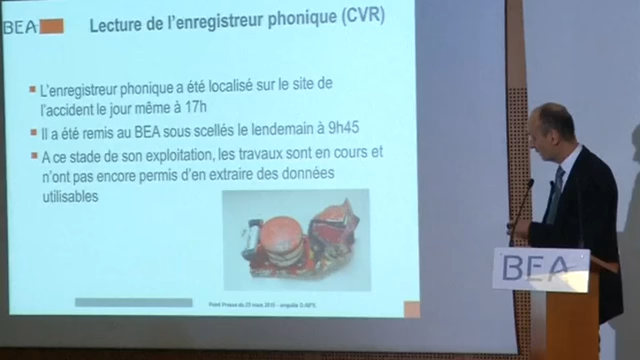 BEA
Lecture de l'enregistreur phonique (CVR)
L'enregistreur phonique a été localisé sur le site de
l'accident le jour même à 17h
Il a été remis au BEA sous scellés le lendemain à 9h45
A ce stade de son exploitation, les travaux sont en cours et
n'ont pas encore permis d'en extraire des données
utilisables
BEA